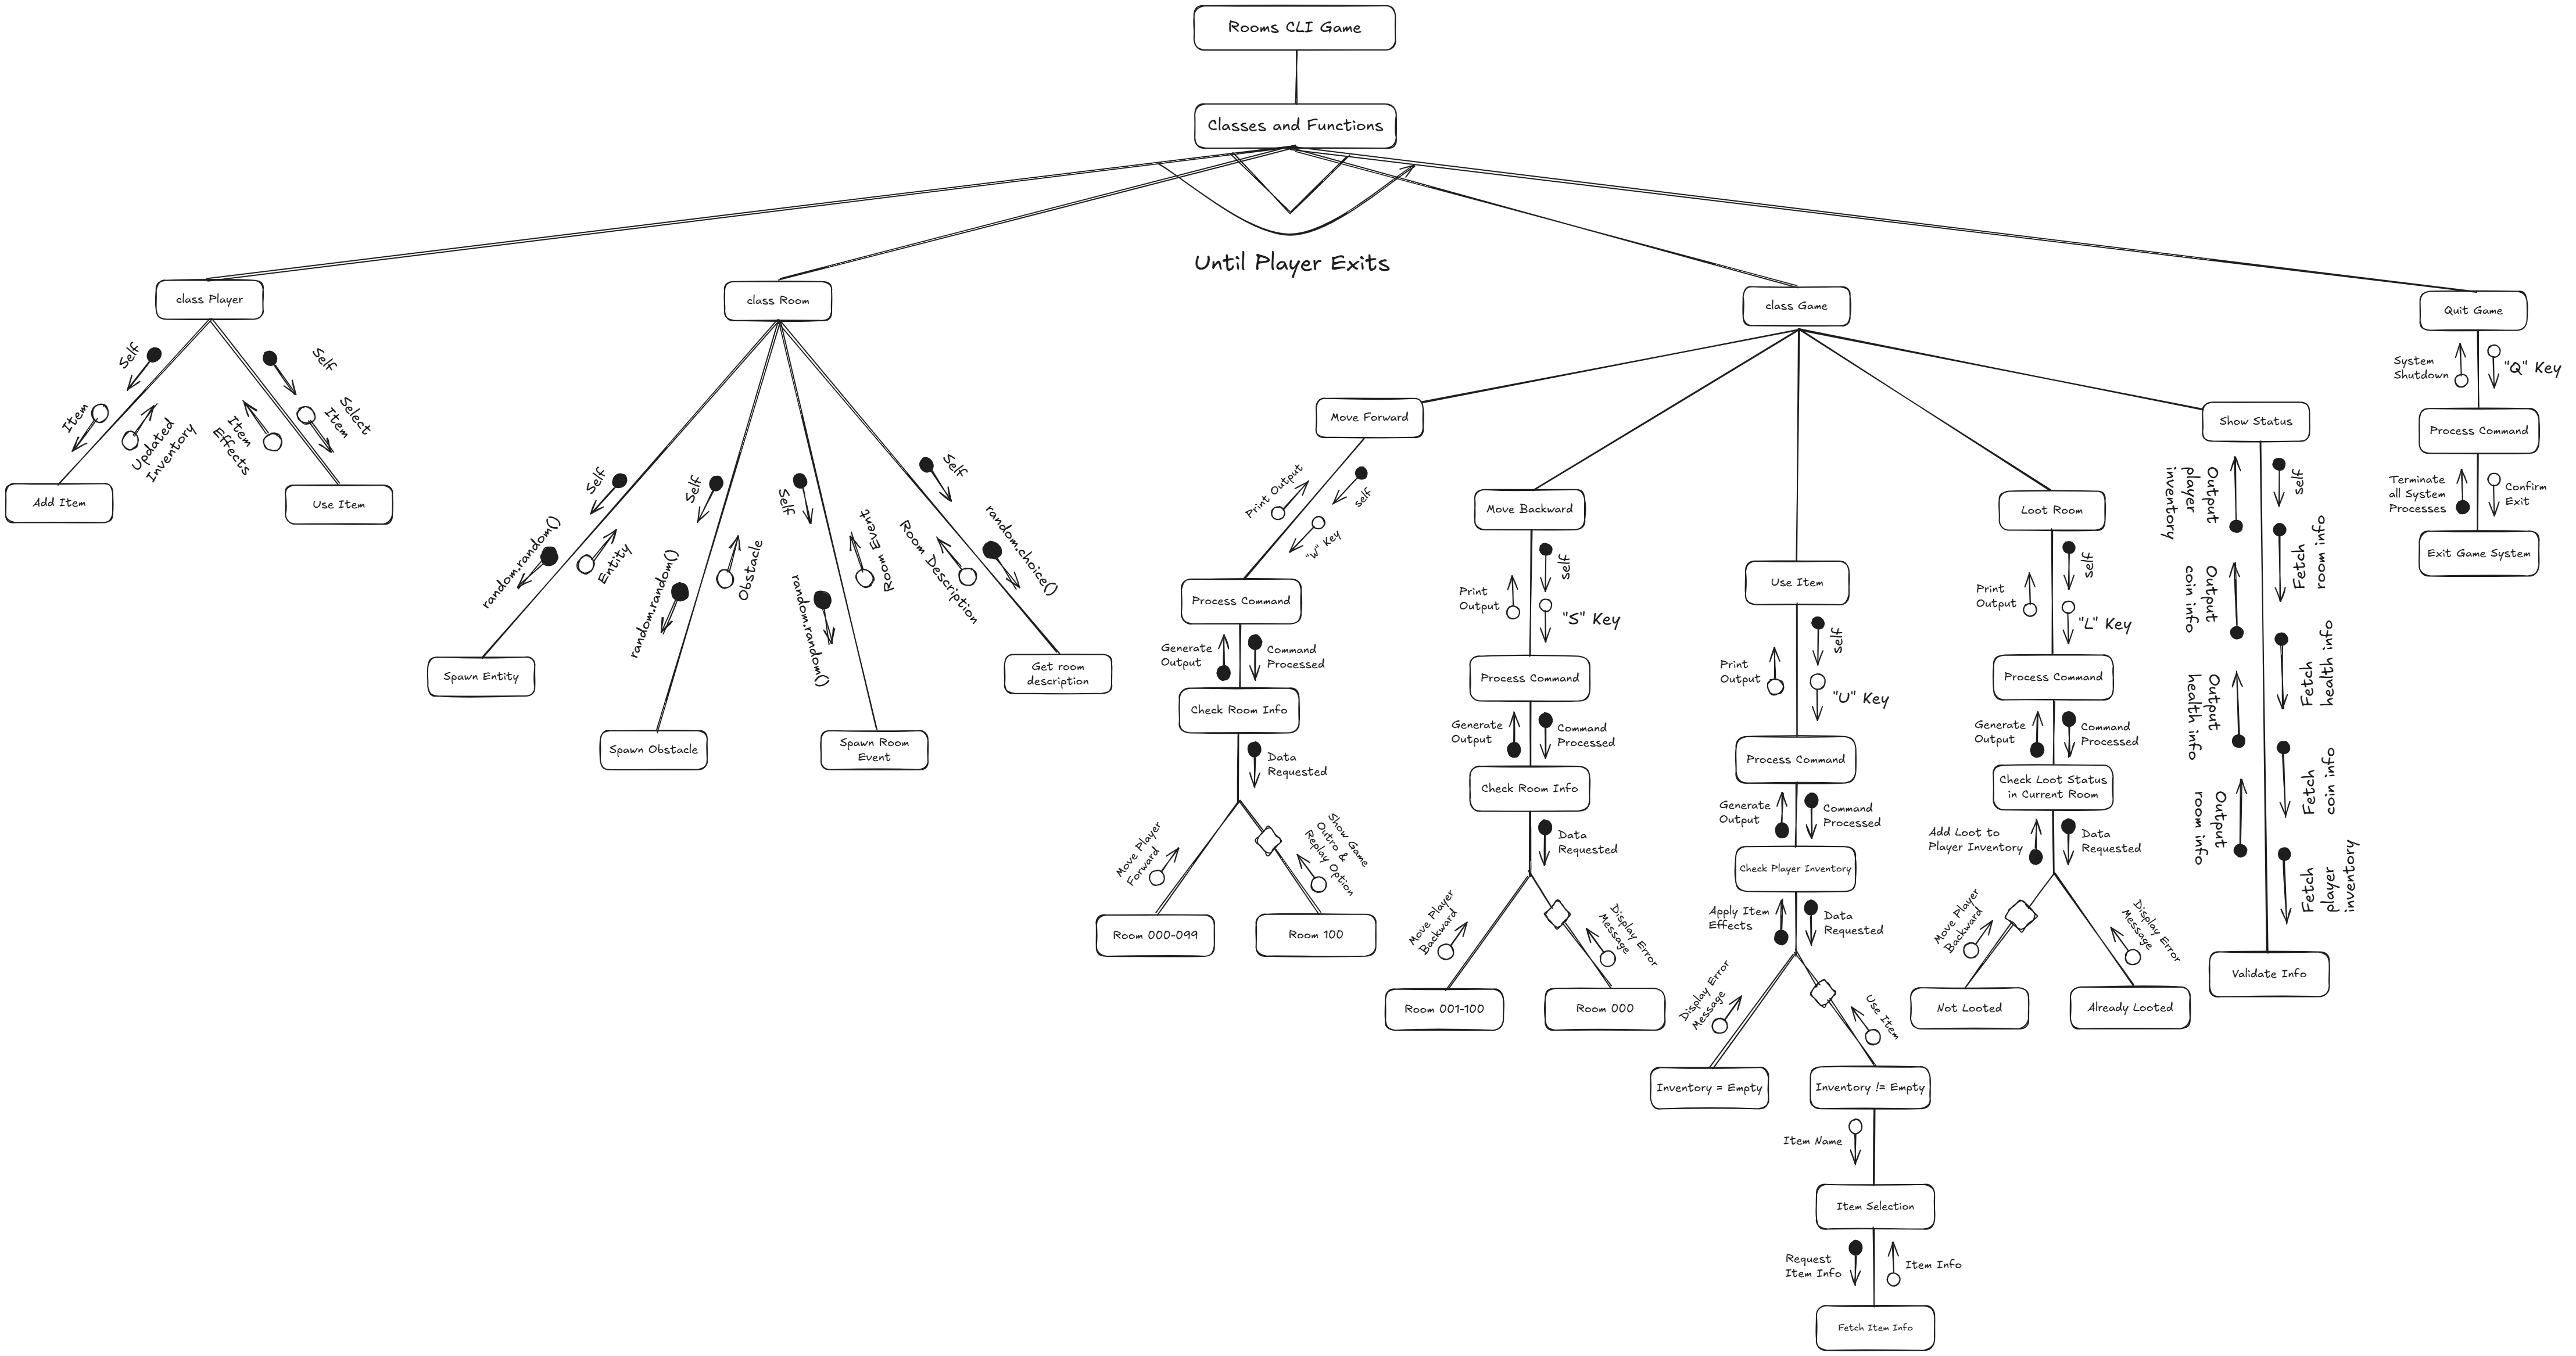 Rooms CLI Game
Classes and Functions
Until Player Exits
class Player
Self
Item
Updated
Inventory
Self
Select
Item
Item
Effects
Add Item
Use Item
class Room
Self
random.random()
Entity
Self
random.random()
Obstacle
Self
random.random()
Room Event
Self
random.choice()
Room
Description
Spawn Entity
Spawn Obstacle
Spawn Room
Event
Get room
description
class Game
Move Forward
Print Output
self
"W" Key
Process Command
Generate
Output
Command
Processed
Check Room Info
Data
Requested
Move Player
Forward
Show Game
Outro &
Replay Option
Room 000-099
Room 100
Move Backward
self
Print
Output
"S" Key
Process Command
Generate
Output
Command
Processed
Check Room Info
Data
Requested
Move Player
Backward
Display Error
Message
Room 001-100
Room 000
Use Item
self
Print
Output
"U" Key
Process Command
Generate
Output
Command
Processed
Check Player Inventory
Apply Item
Effects
Data
Requested
Display Error
Message
Use Item
Inventory = Empty
Inventory != Empty
Item Name
Item Selection
Request
Item Info
Item Info
Fetch Item Info
Loot Room
self
Print
Output
"L" Key
Process Command
Generate
Output
Command
Processed
Check Loot Status
in Current Room
Add Loot to
Player Inventory
Data
Requested
Move Player
Backward
Display Error
Message
Not Looted
Already Looted
Show Status
Output
player
inventory
self
Fetch
room info
Output
coin info
Fetch
health info
Output
health info
Fetch
coin info
Output
room info
Fetch
player
inventory
Validate Info
Quit Game
System
Shutdown
"Q" Key
Process Command
Terminate
all System
Processes
Confirm
Exit
Exit Game System